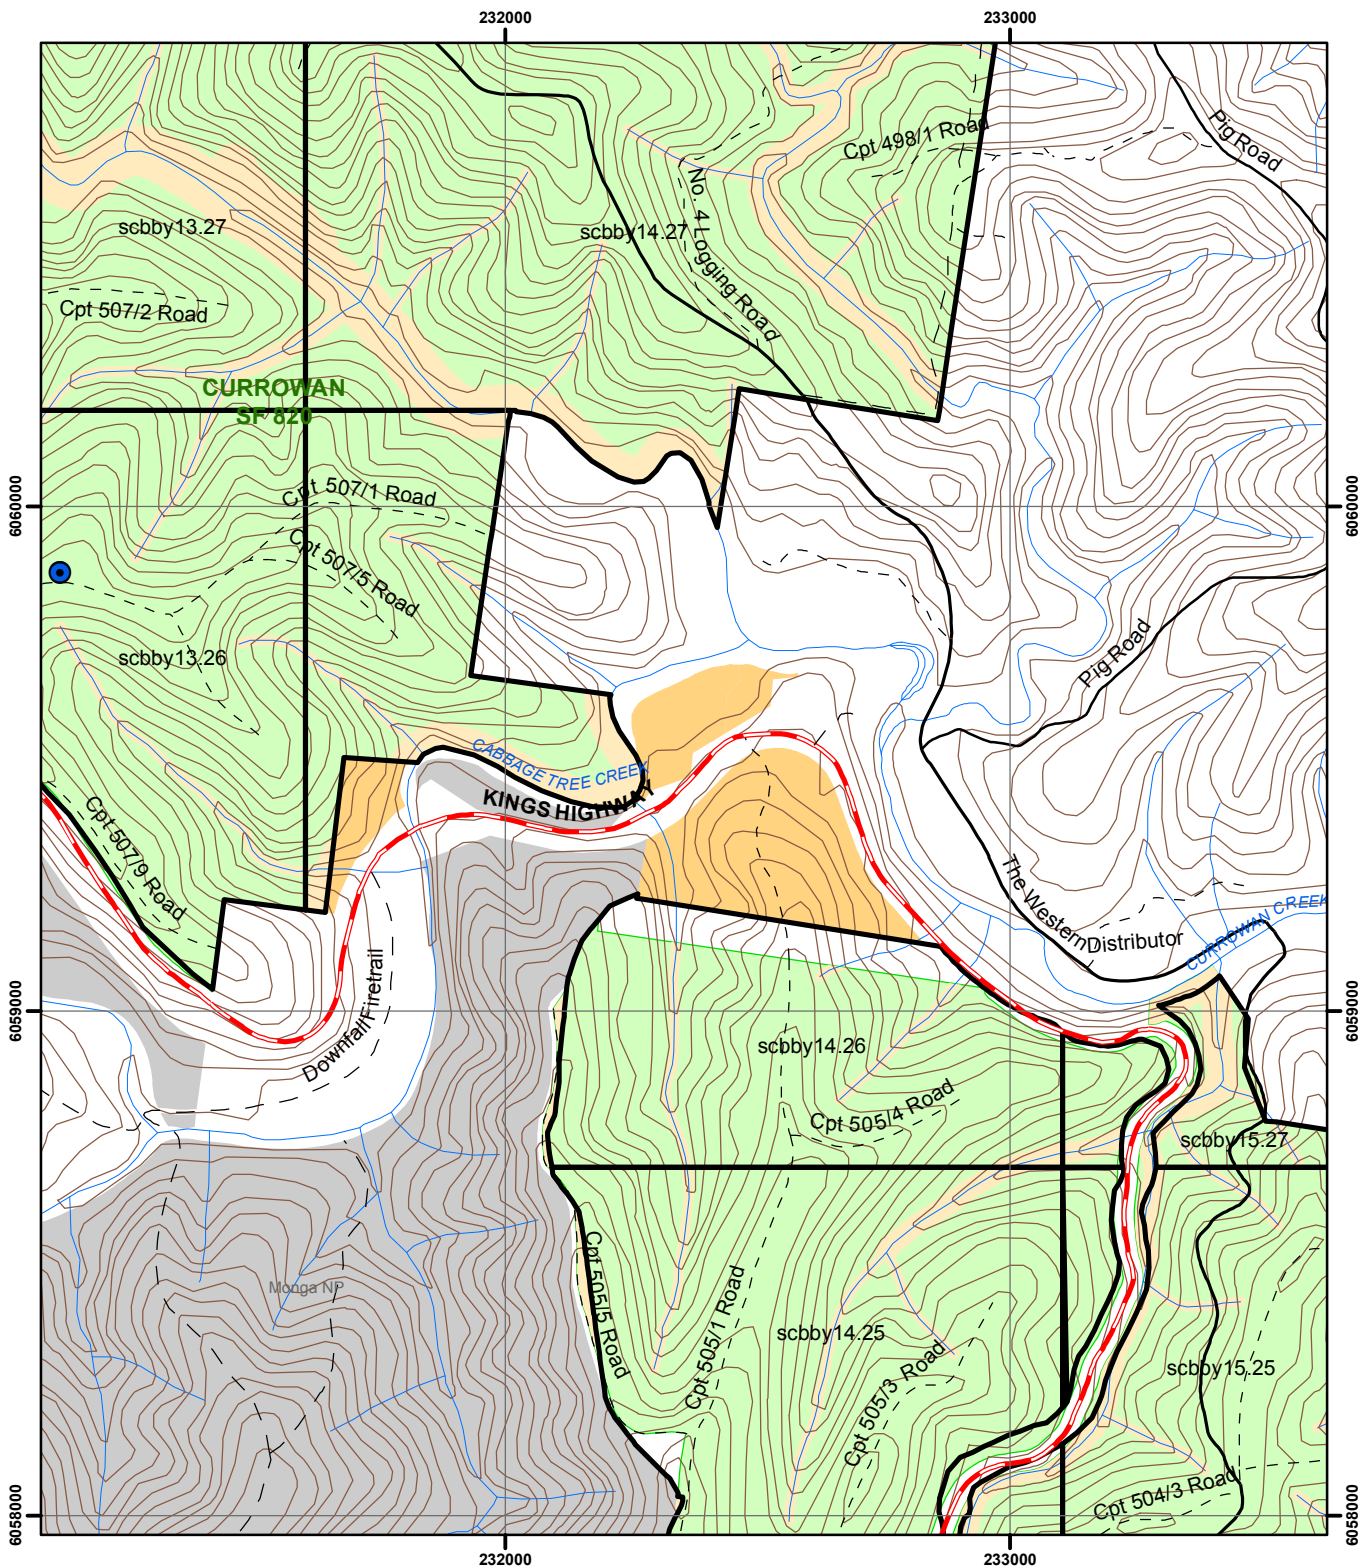 232000
233000
Pig Road
Cpt 498/1 Road
No. 4 Logging Road
scbby13.27
scbby14.27
Cpt 507/2 Road
CURROWAN
SF 820
Cpt 507/1 Road
6060000
6060000
Cpt 507/5 Road
scbby13.26
Pig Road
CABBAGE TREE CREEK
KINGS HIGHWAY
Cpt 507/9 Road
The Western Distributor
CURROWAN CREEK
Downfall Firetrail
6059000
6059000
scbby14.26
Cpt 505/4 Road
scbby15.27
Cpt 505/5 Road
Monga NP
Cpt 505/1 Road
scbby14.25
Cpt 505/3 Road
scbby15.25
Cpt 504/3 Road
6058000
6058000
232000
233000